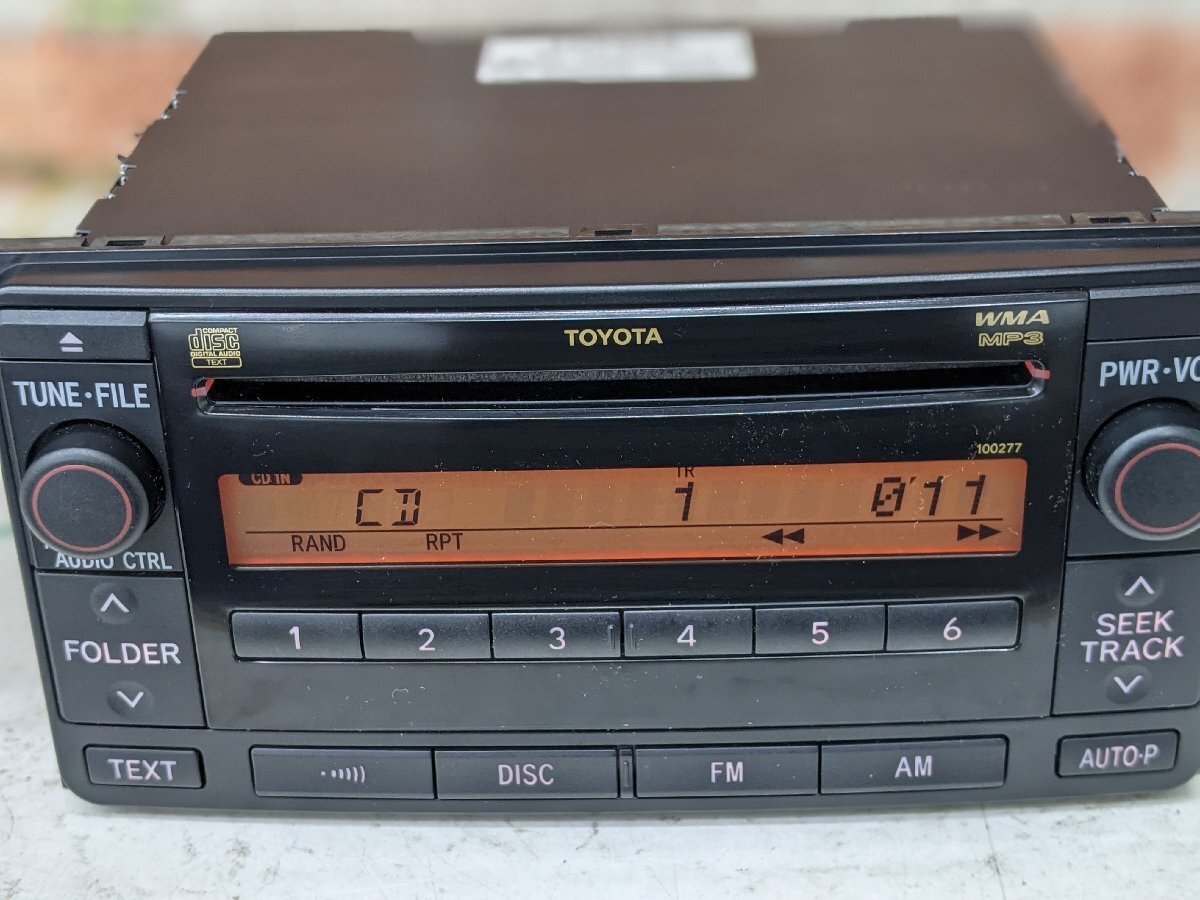 COMPACT
disc
DIGITAL AUDIO
TEXT
TOYOTA
WMA
MP3
TUNE•FILE
PWR•VO
100277
CD IN
TR
CD 1 0'11
RAND RPT
AUDIO CTRL
FOLDER
1 2 3 4 5 6
SEEK
TRACK
TEXT
DISC
FM
AM
AUTO-P